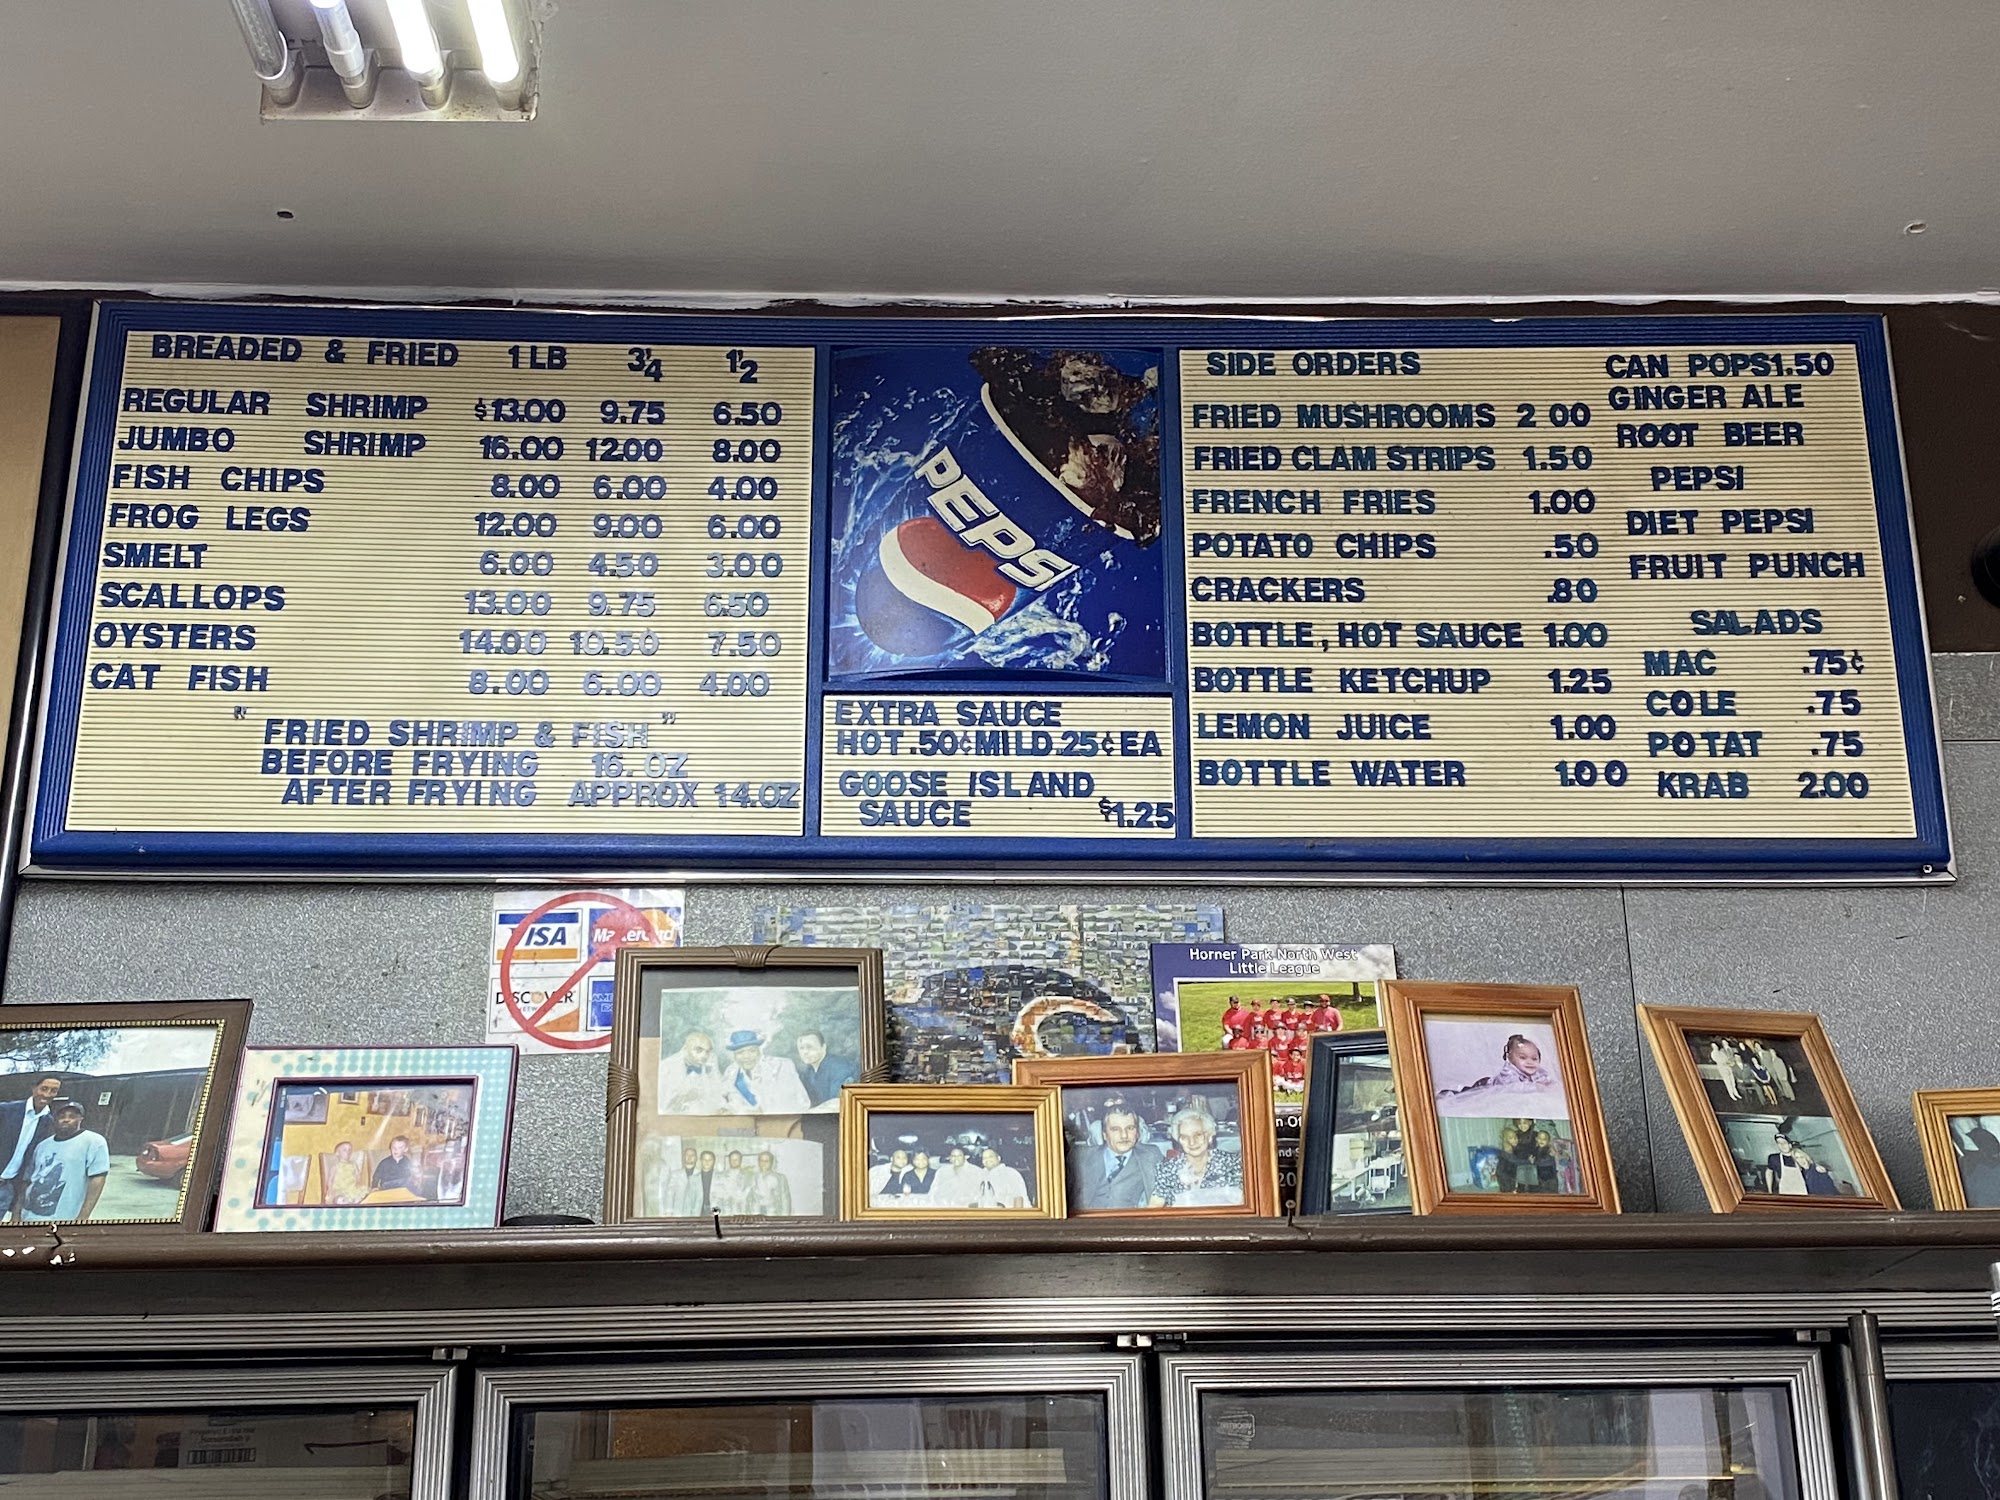 BREADED & FRIED 1 LB 3/4 1/2
REGULAR SHRIMP $13.00 9.75 6.50
JUMBO SHRIMP 16.00 12.00 8.00
FISH CHIPS 8.00 6.00 4.00
FROG LEGS 12.00 9.00 6.00
SMELT 6.00 4.50 3.00
SCALLOPS 13.00 9.75 6.50
OYSTERS 14.00 10.50 7.50
CAT FISH 8.00 6.00 4.00
"FRIED SHRIMP & FISH"
BEFORE FRYING 16. OZ
AFTER FRYING APPROX 14.OZ
PEPSI
EXTRA SAUCE
HOT .50¢ MILD .25¢ EA
GOOSE ISLAND
SAUCE $1.25
SIDE ORDERS
FRIED MUSHROOMS 2 00
FRIED CLAM STRIPS 1.50
FRENCH FRIES 1.00
POTATO CHIPS .50
CRACKERS .80
BOTTLE, HOT SAUCE 1.00
BOTTLE KETCHUP 1.25
LEMON JUICE 1.00
BOTTLE WATER 1.00
CAN POPS 1.50
GINGER ALE
ROOT BEER
PEPSI
DIET PEPSI
FRUIT PUNCH
SALADS
MAC .75¢
COLE .75
POTAT .75
KRAB 2.00
VISA MasterCard
DISCOVER
Horner Park North West
Little League